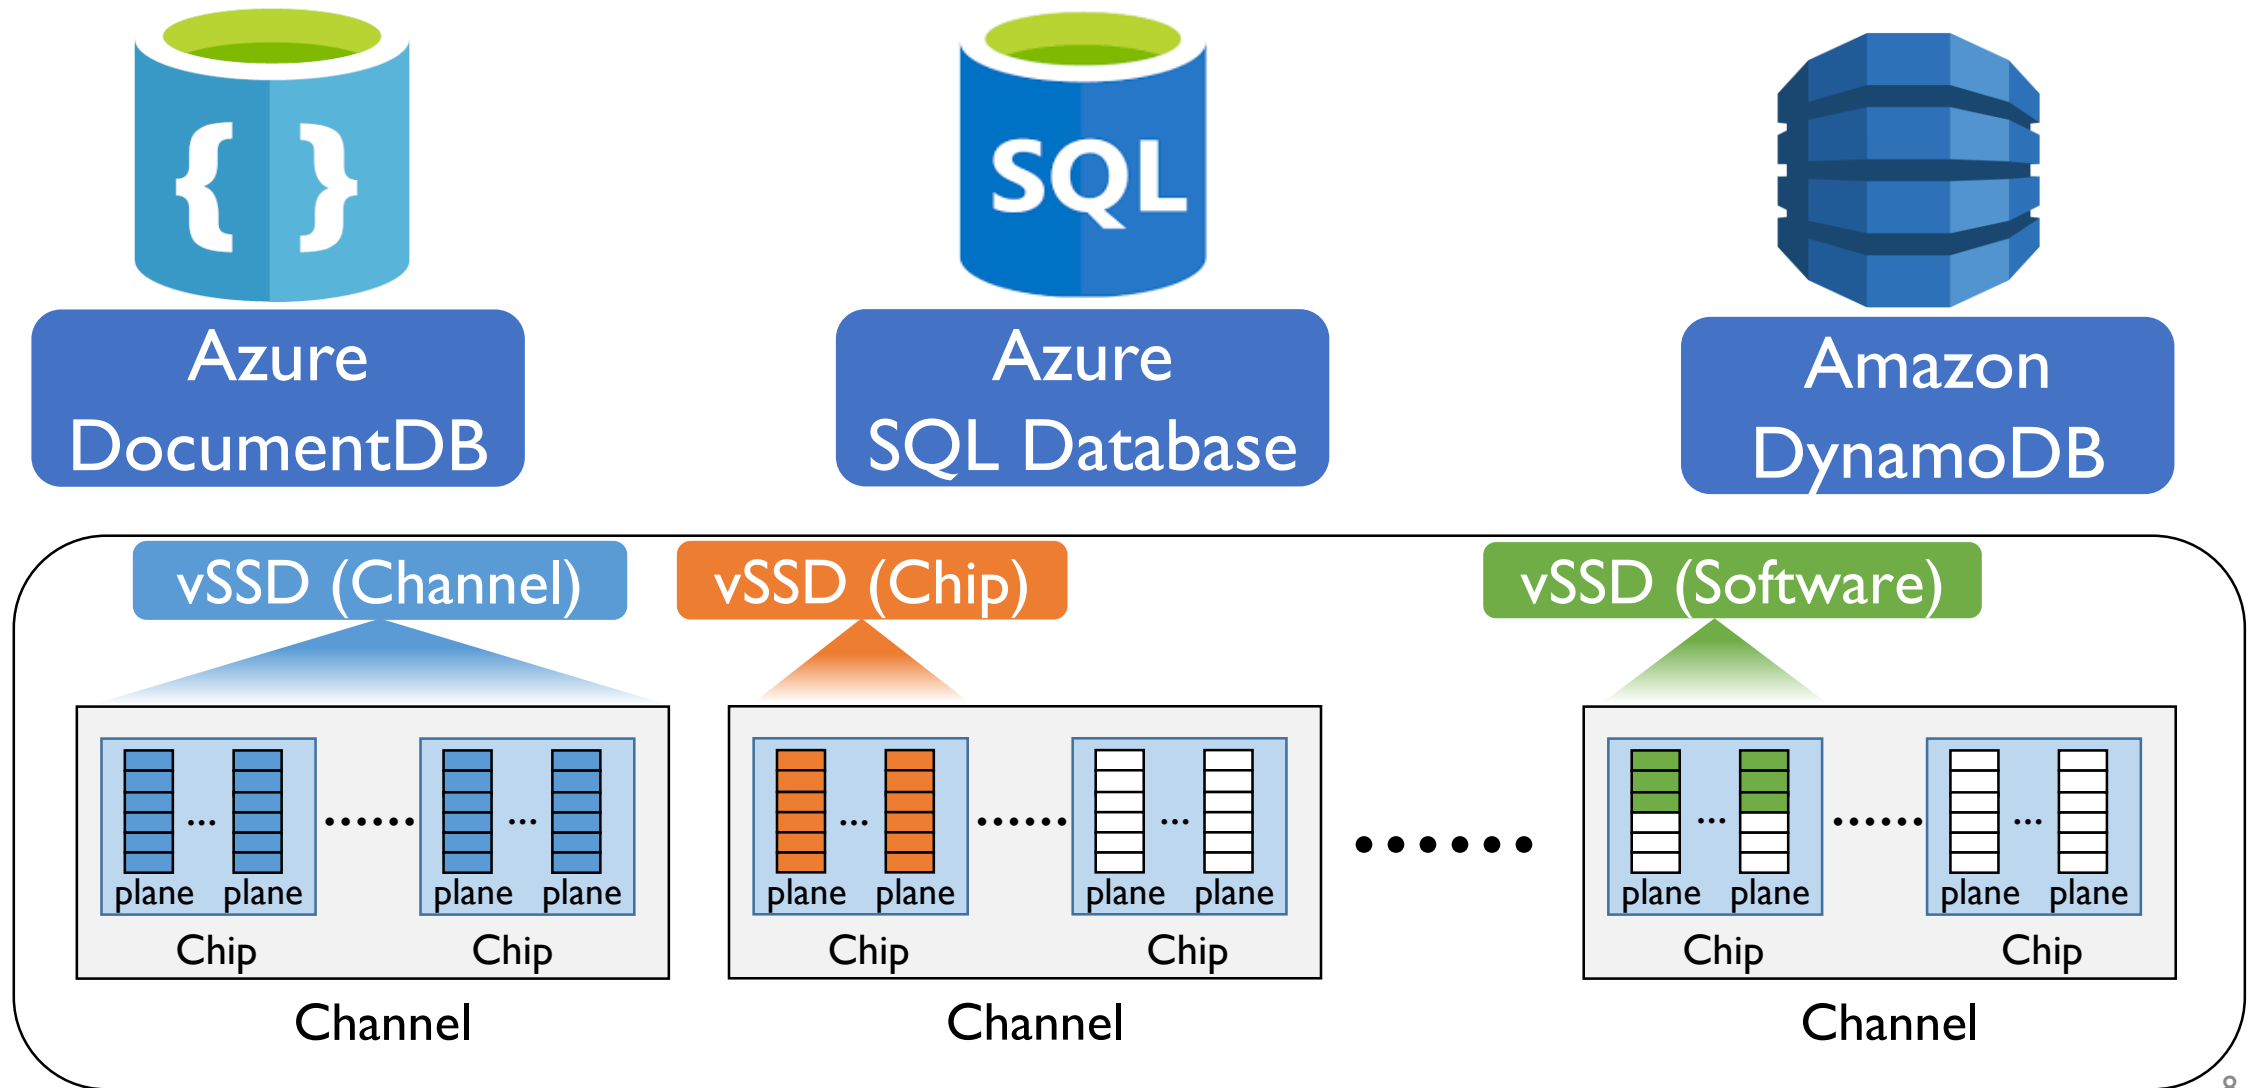 { }
SQL
Azure
DocumentDB
Azure
SQL Database
Amazon
DynamoDB
vSSD (Channel)
vSSD (Chip)
vSSD (Software)
plane ... plane ...... plane ... plane
plane ... plane ...... plane ... plane
......
plane ... plane ...... plane ... plane
Chip Chip
Chip Chip
Chip Chip
Channel
Channel
Channel
8